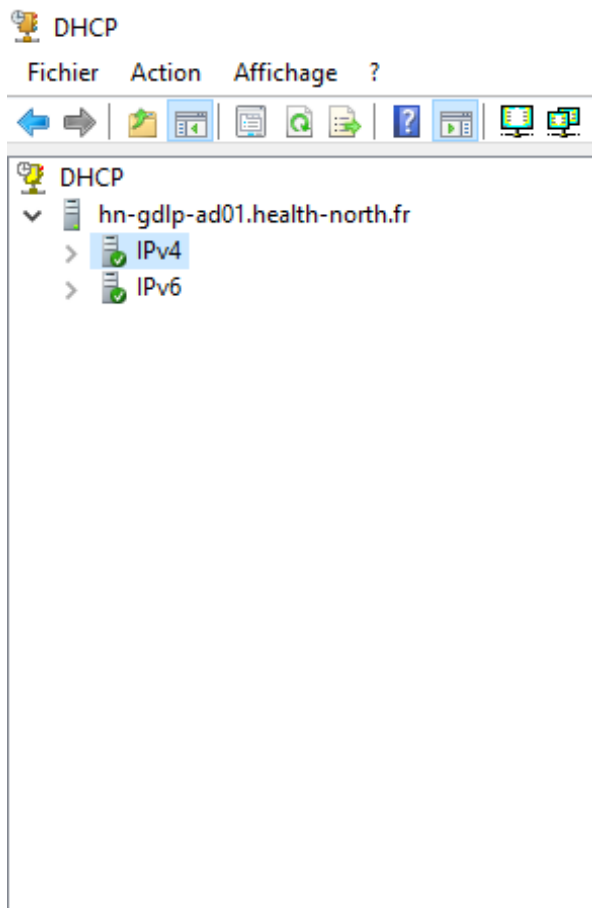 DHCP
Fichier Action Affichage ?
DHCP
hn-gdlp-ad01.health-north.fr
IPv4
IPv6